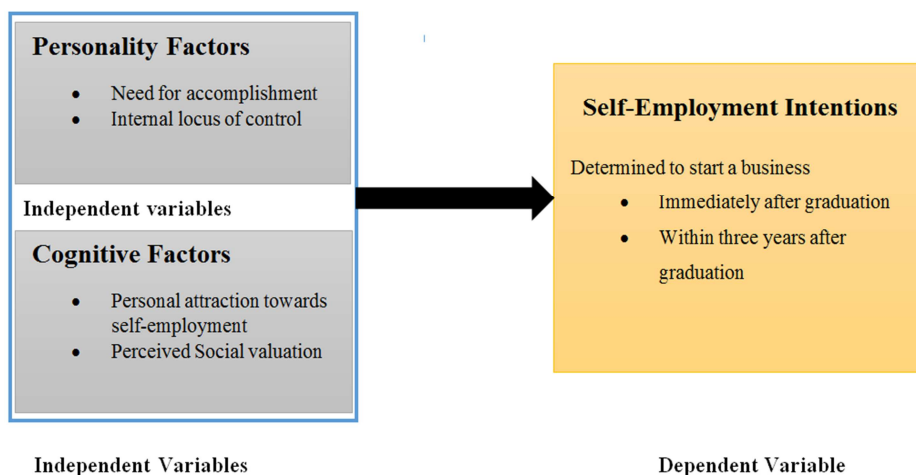 Personality Factors
• Need for accomplishment
• Internal locus of control
Independent variables
Cognitive Factors
• Personal attraction towards
self-employment
• Perceived Social valuation
Self-Employment Intentions
Determined to start a business
• Immediately after graduation
• Within three years after
graduation
Independent Variables
Dependent Variable